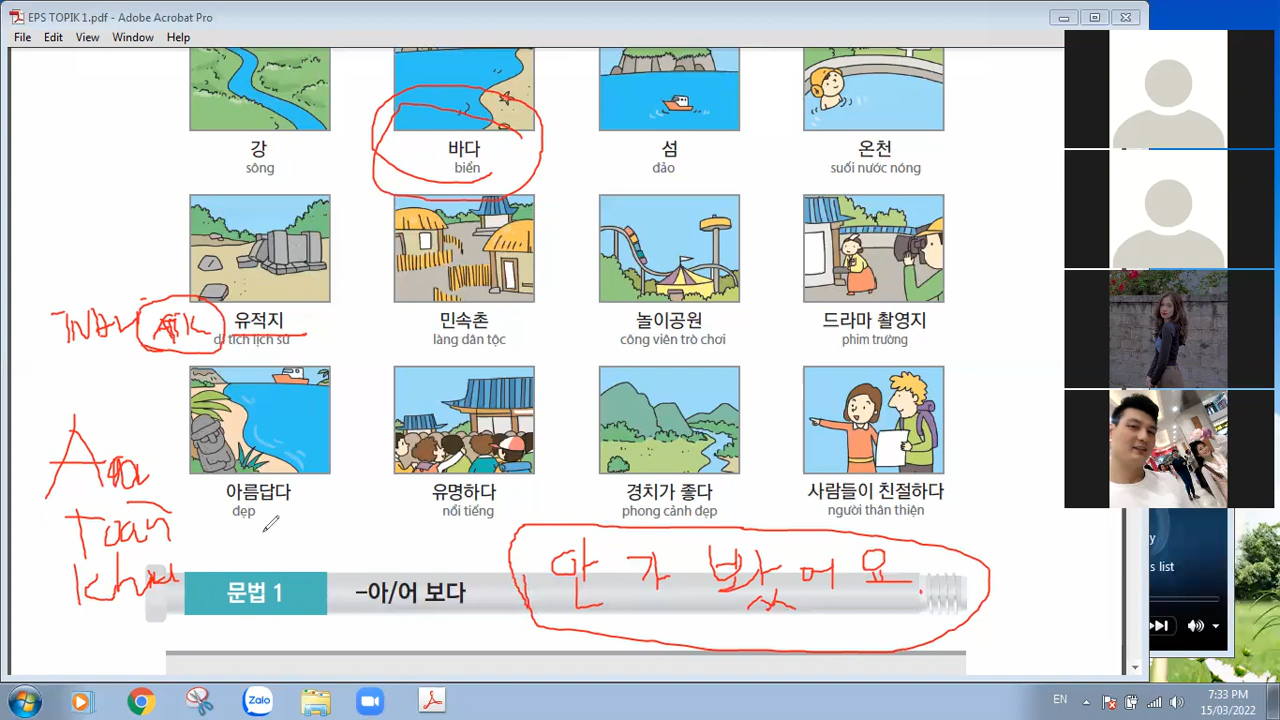 EPS TOPIK 1.pdf - Adobe Acrobat Pro
File Edit View Window Help
강 바다 섬 온천
sông biển đảo suối nước nóng
유적지 민속촌 놀이공원 드라마 촬영지
di tích lịch sử làng dân tộc công viên trò chơi phim trường
아름답다 유명하다 경치가 좋다 사람들이 친절하다
đẹp nổi tiếng phong cảnh đẹp người thân thiện
Toàn
안 가 봤어요
문법 1 –아/어 보다
y
s list
Zalo
EN
7:33 PM
15/03/2022